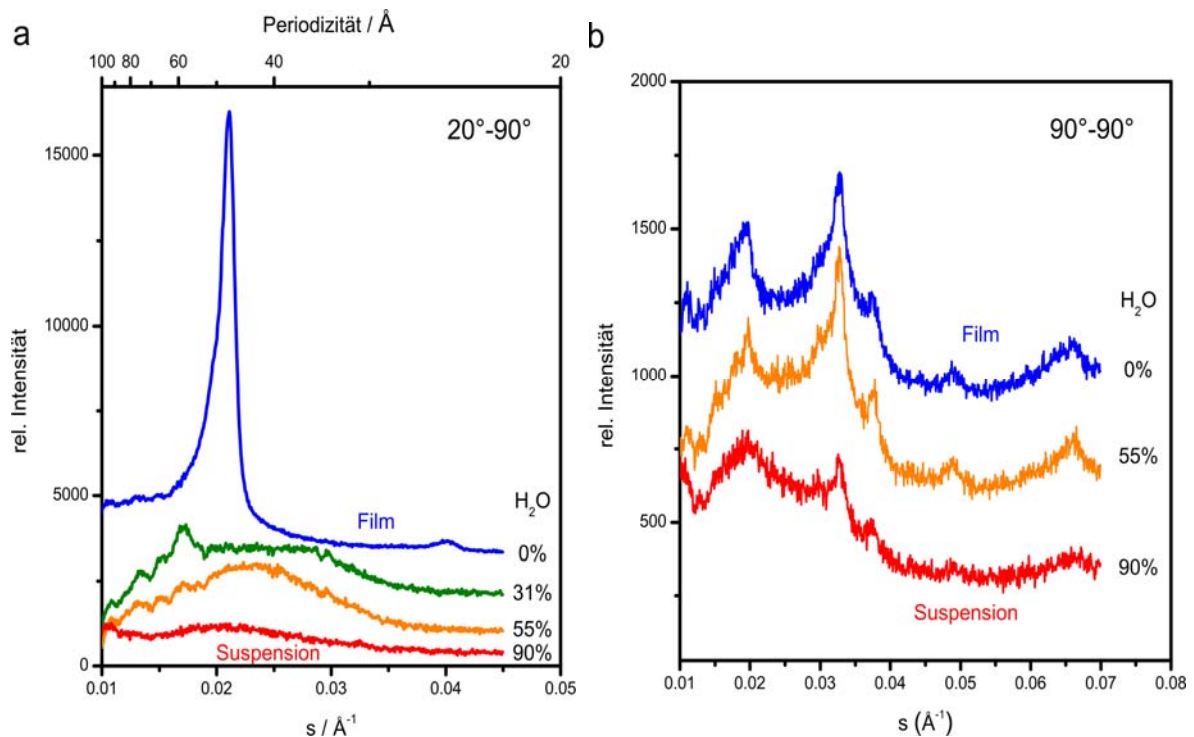 a
Periodizität / Å
100 80 60 40 20
20°-90°
15000
10000
5000
0
rel. Intensität
H₂O
Film
0%
31%
55%
90%
Suspension
0.01 0.02 0.03 0.04 0.05
s / Å⁻¹
b
90°-90°
2000
1500
1000
500
rel. Intensität
H₂O
Film
0%
55%
90%
Suspension
0.01 0.02 0.03 0.04 0.05 0.06 0.07 0.08
s (Å⁻¹)